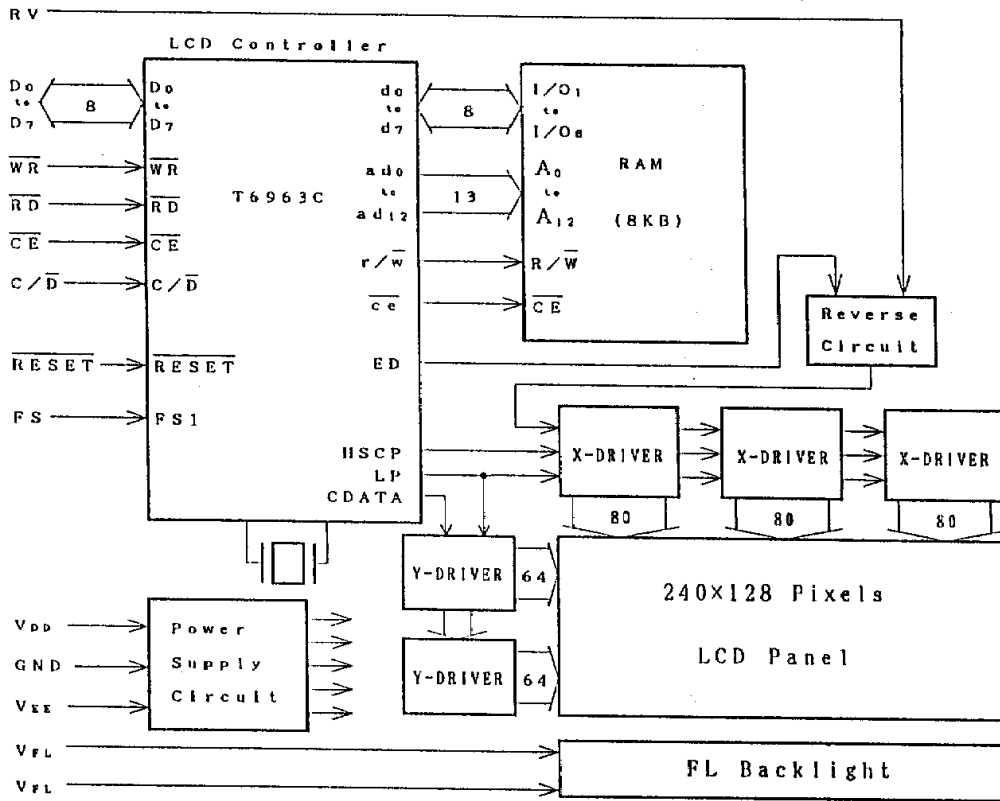 RV
LCD Controller
D0
to
D7
8
D0
to
D7
d0
to
d7
8
I/O1
to
I/O8
WR
WR
RD
RD
CE
CE
C/D
C/D
T6963C
ad0
to
ad12
13
A0
to
A12
RAM
(8KB)
r/w
R/W
ce
CE
RESET
RESET
ED
Reverse
Circuit
FS
FS1
HSCP
LP
CDATA
X-DRIVER
X-DRIVER
X-DRIVER
80
80
80
Y-DRIVER
64
Y-DRIVER
64
240×128 Pixels
LCD Panel
VDD
GND
VEE
Power
Supply
Circuit
VFL
VFL
FL Backlight